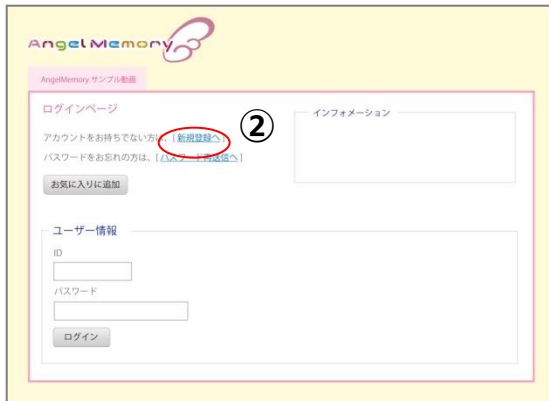 AngelMemory
AngelMemory サンプル動画
ログインページ
アカウントをお持ちでない方は、[新規登録へ]
②
パスワードをお忘れの方は、[パスワード再送信へ]
お気に入りに追加
インフォメーション
ユーザー情報
ID
パスワード
ログイン